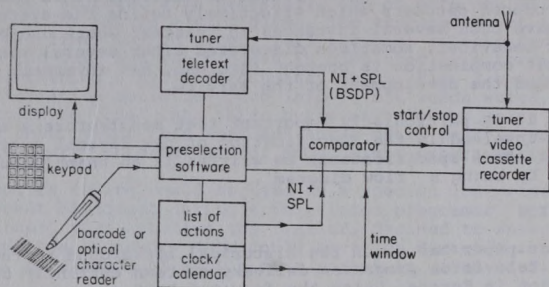 antenna
tuner
teletext
decoder
NI + SPL
(BSDP)
start/stop
control
display
tuner
video
cassette
recorder
comparator
preselection
software
keypad
NI +
SPL
list of
actions
barcode or
optical
character
reader
clock/
calendar
time
window